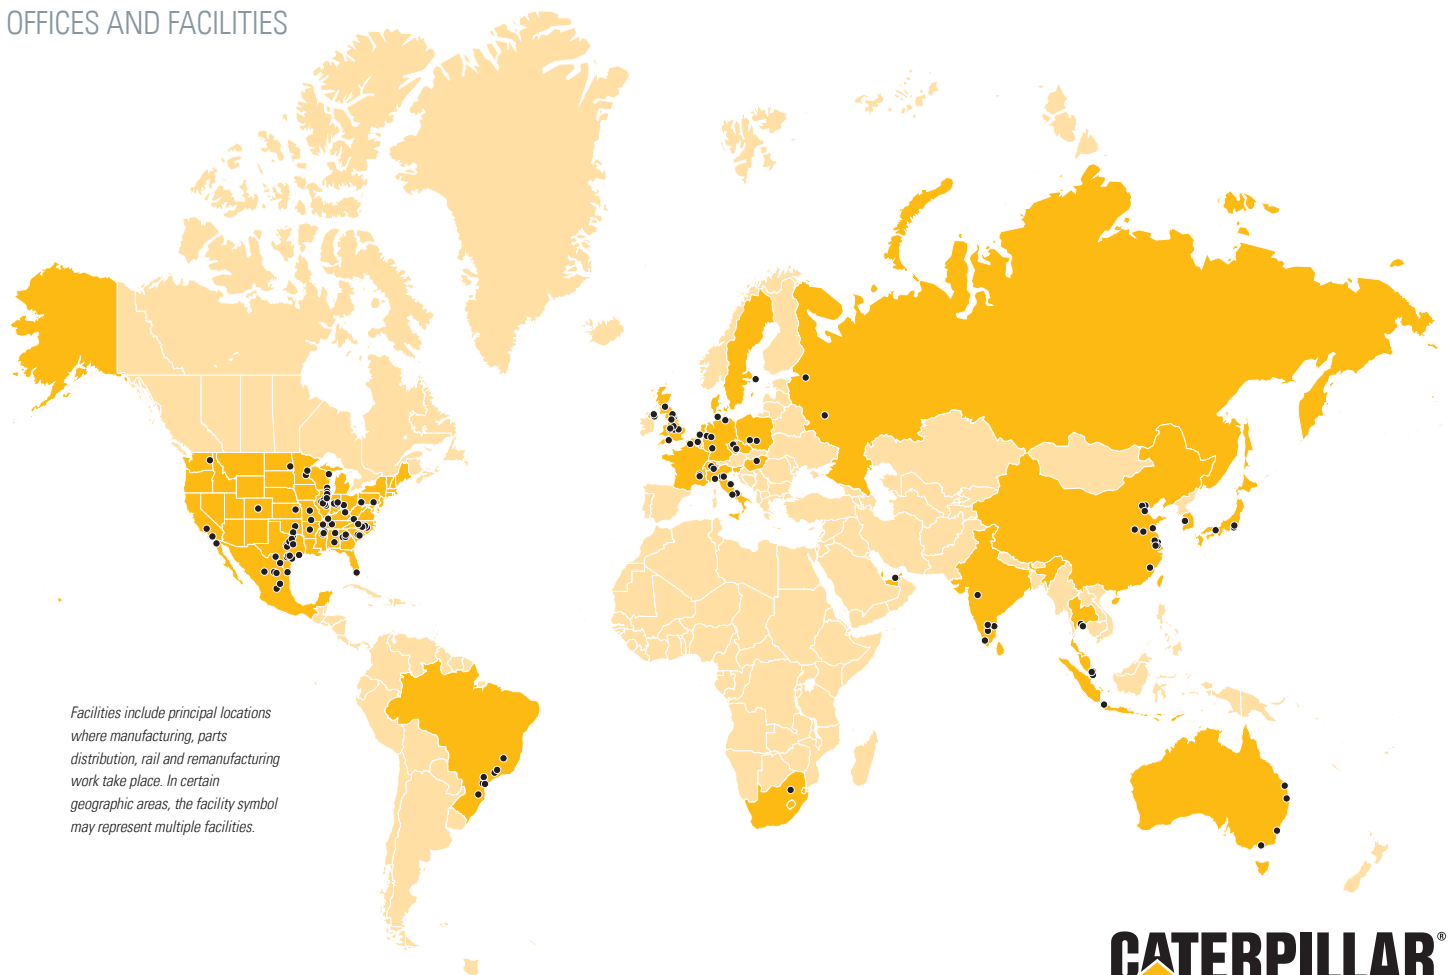 OFFICES AND FACILITIES
Facilities include principal locations
where manufacturing, parts
distribution, rail and remanufacturing
work take place. In certain
geographic areas, the facility symbol
may represent multiple facilities.
CATERPILLAR®